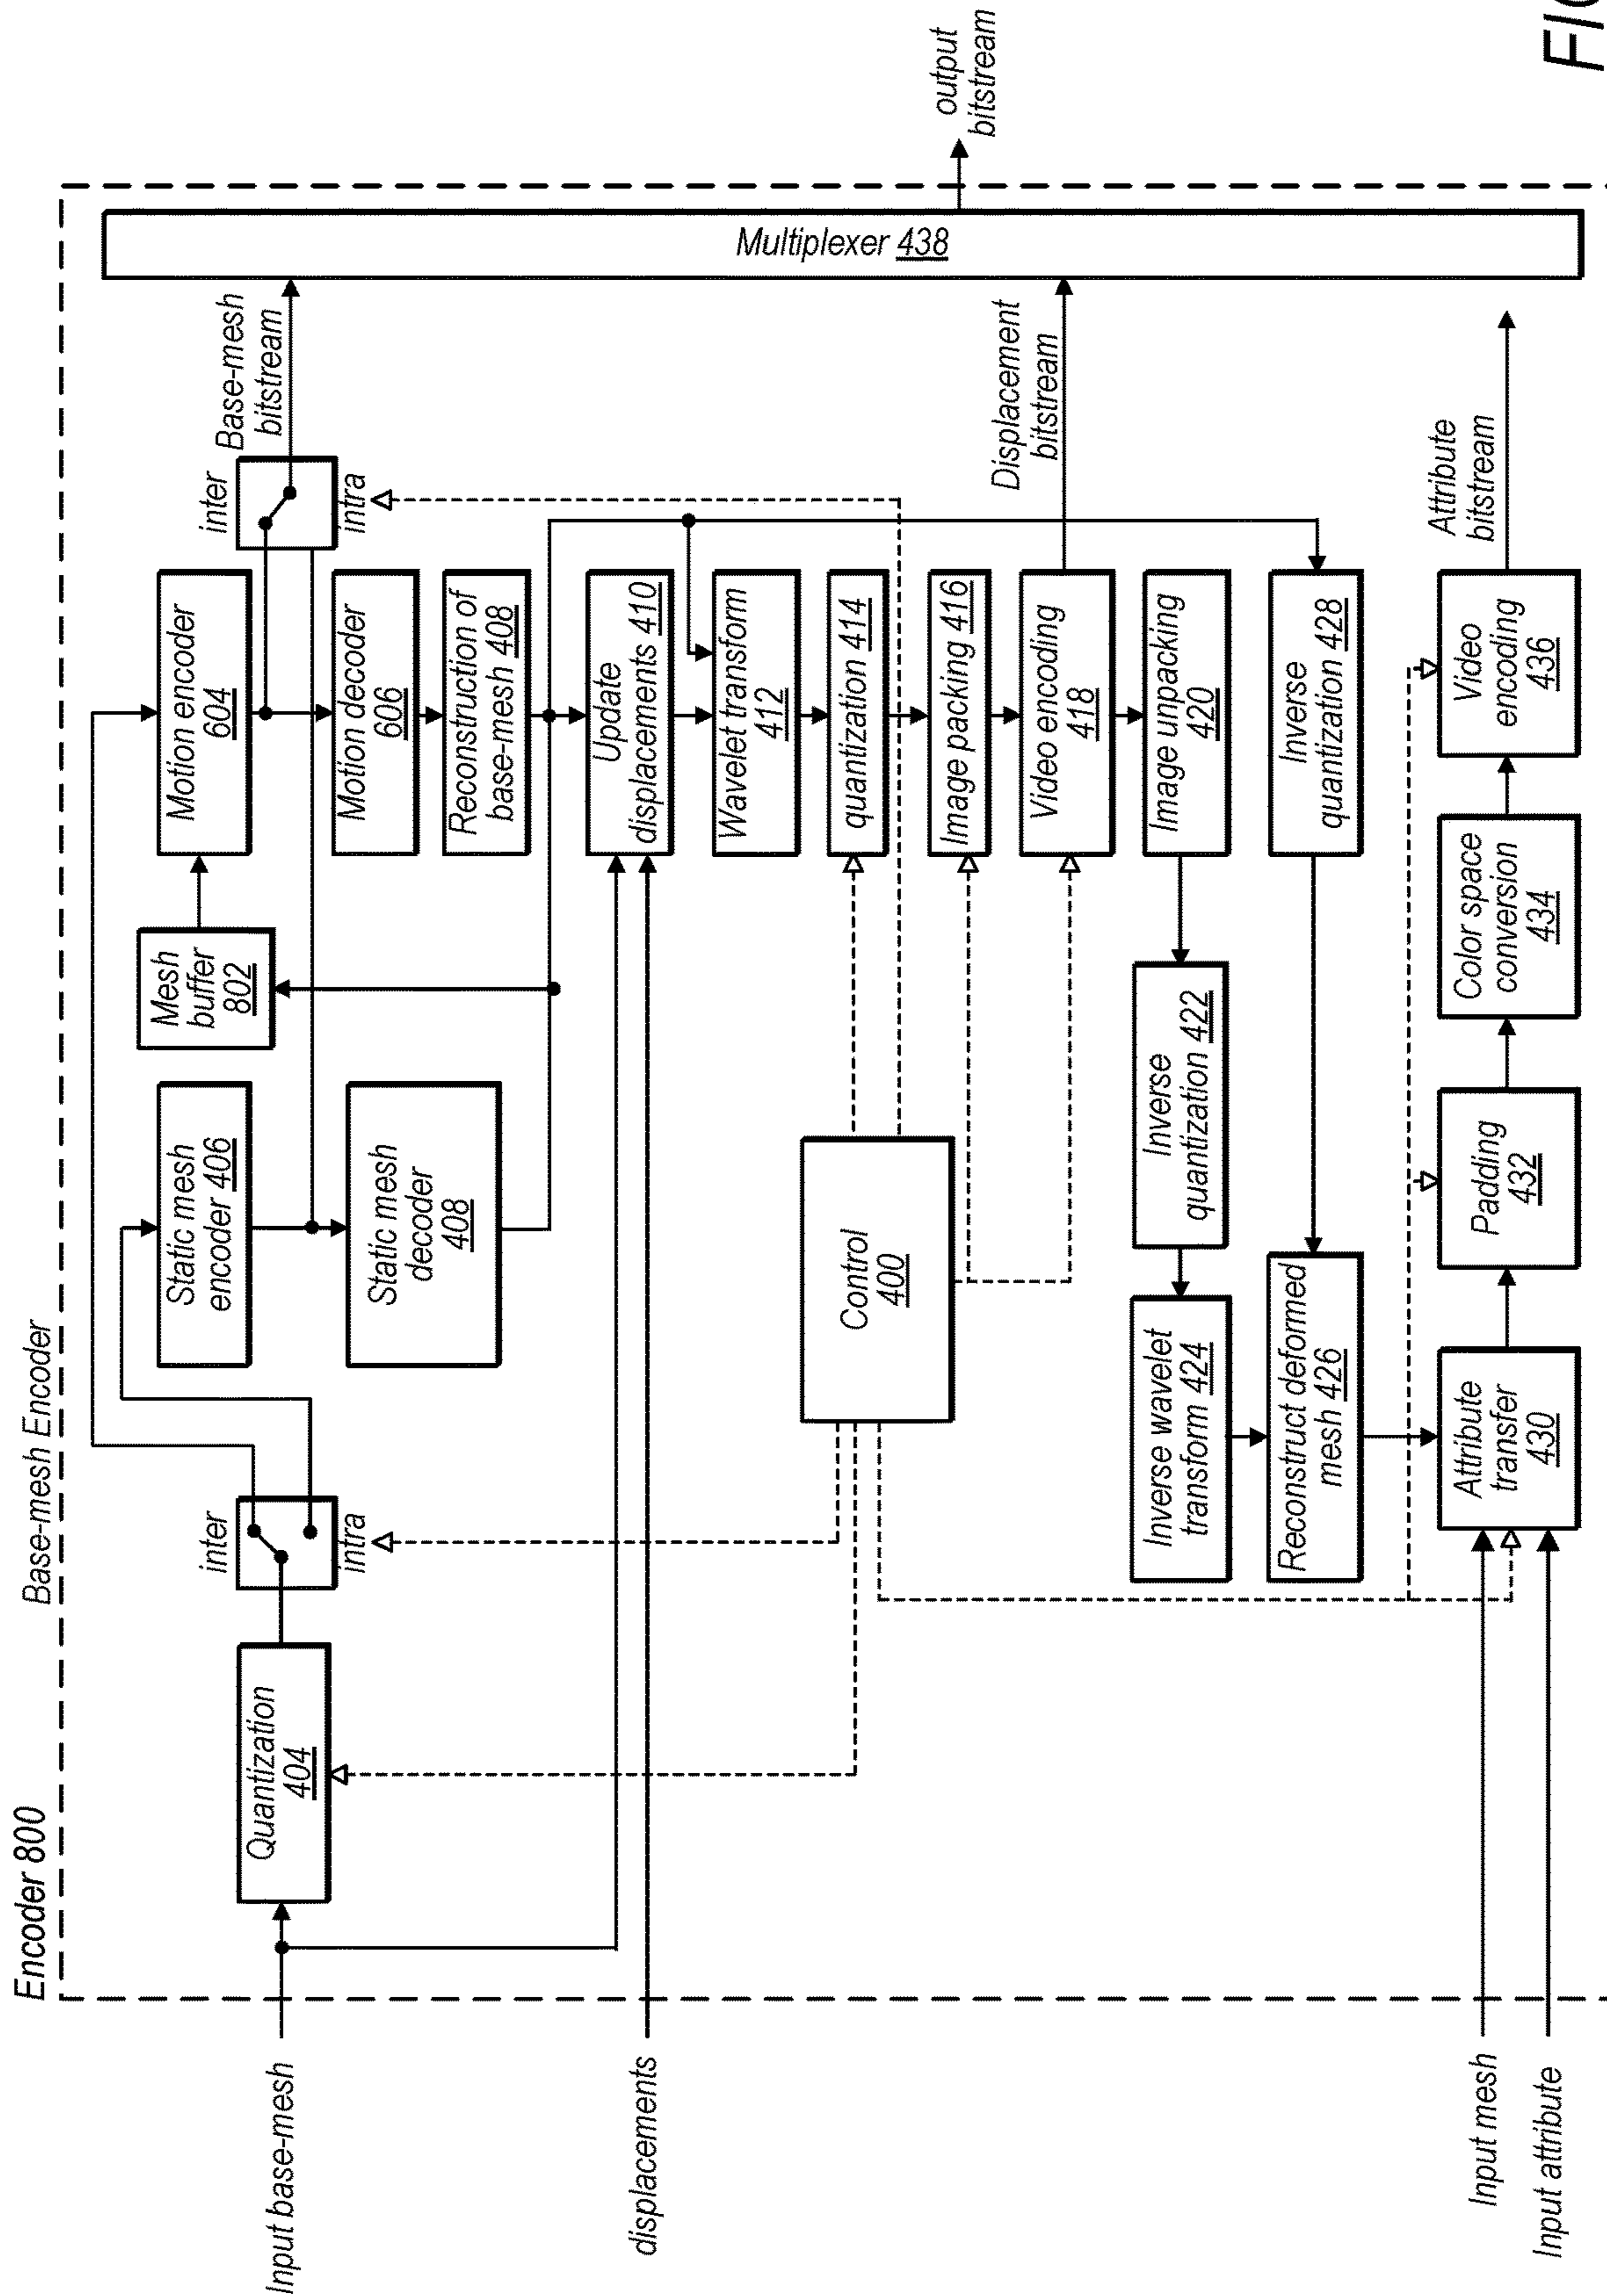 Encoder 800
Base-mesh Encoder
Input base-mesh
Quantization
404
inter
intra
Static mesh
encoder 406
Static mesh
decoder
408
Mesh
buffer
802
Motion encoder
604
Motion decoder
606
Reconstruction of
base-mesh 408
inter
intra
Base-mesh
bitstream
displacements
Update
displacements 410
Wavelet transform
412
quantization 414
Image packing 416
Video encoding
418
Image unpacking
420
Displacement
bitstream
Control
400
Inverse
quantization 422
Inverse wavelet
transform 424
Inverse
quantization 428
Reconstruct deformed
mesh 426
Input mesh
Input attribute
Attribute
transfer
430
Padding
432
Color space
conversion
434
Video
encoding
436
Attribute
bitstream
Multiplexer 438
output
bitstream